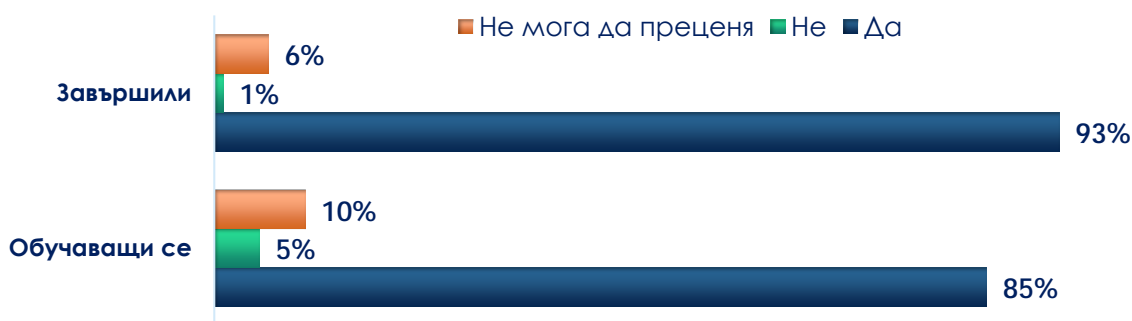 Не мога да преценя Не Да
6%
Завършили
1%
93%
10%
Обучаващи се
5%
85%